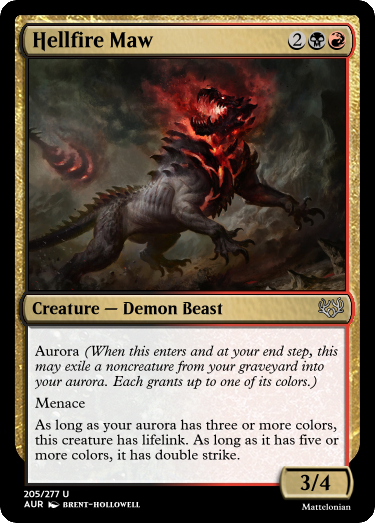 Hellfire Maw 2
Creature — Demon Beast
Aurora (When this enters and at your end step, this
may exile a noncreature from your graveyard into
your aurora. Each grants up to one of its colors.)
Menace
As long as your aurora has three or more colors,
this creature has lifelink. As long as it has five or
more colors, it has double strike.
3/4
205/277 U
AUR BRENT-HOLLOWELL
Mattelonian